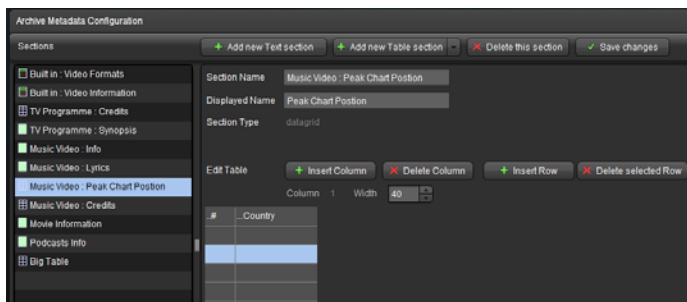 Archive Metadata Configuration
Sections
+ Add new Text section
+ Add new Table section
Delete this section
Save changes
Built in : Video Formats
Built in : Video Information
TV Programme : Credits
TV Programme : Synopsis
Music Video : Info
Music Video : Lyrics
Music Video : Peak Chart Postion
Music Video : Credits
Movie Information
Podcasts Info
Big Table
Section Name Music Video : Peak Chart Postion
Displayed Name Peak Chart Postion
Section Type datagrid
Edit Table + Insert Column Delete Column + Insert Row Delete selected Row
Column 1 Width 40
..# ...Country